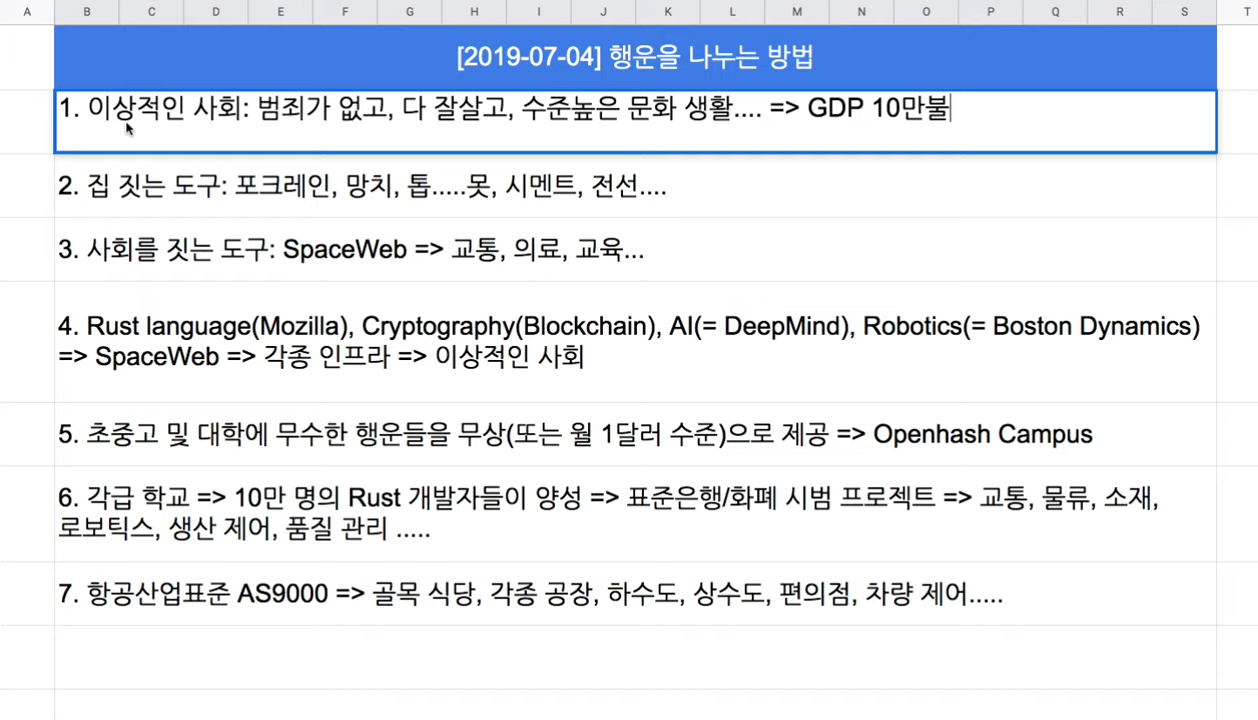 A B C D E F G H I J K L M N O P Q R S T
[2019-07-04] 행운을 나누는 방법
1. 이상적인 사회: 범죄가 없고, 다 잘살고, 수준높은 문화 생활.... => GDP 10만불
2. 집 짓는 도구: 포크레인, 망치, 톱.....못, 시멘트, 전선....
3. 사회를 짓는 도구: SpaceWeb => 교통, 의료, 교육...
4. Rust language(Mozilla), Cryptography(Blockchain), AI(= DeepMind), Robotics(= Boston Dynamics)
=> SpaceWeb => 각종 인프라 => 이상적인 사회
5. 초중고 및 대학에 무수한 행운들을 무상(또는 월 1달러 수준)으로 제공 => Openhash Campus
6. 각급 학교 => 10만 명의 Rust 개발자들이 양성 => 표준은행/화폐 시범 프로젝트 => 교통, 물류, 소재,
로보틱스, 생산 제어, 품질 관리 .....
7. 항공산업표준 AS9000 => 골목 식당, 각종 공장, 하수도, 상수도, 편의점, 차량 제어.....